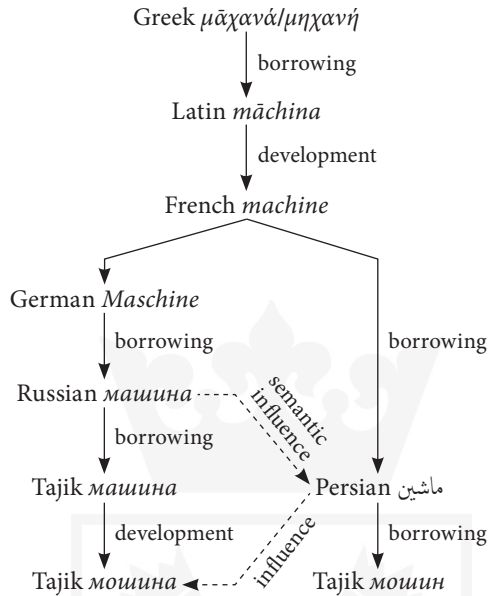 Greek μᾱχανά/μηχανή
borrowing
Latin māchina
development
French machine
German Maschine
borrowing
borrowing
Russian машина
semantic
influence
borrowing
Tajik машина
Persian ماشین
development
influence
borrowing
Tajik мошина
Tajik мошин